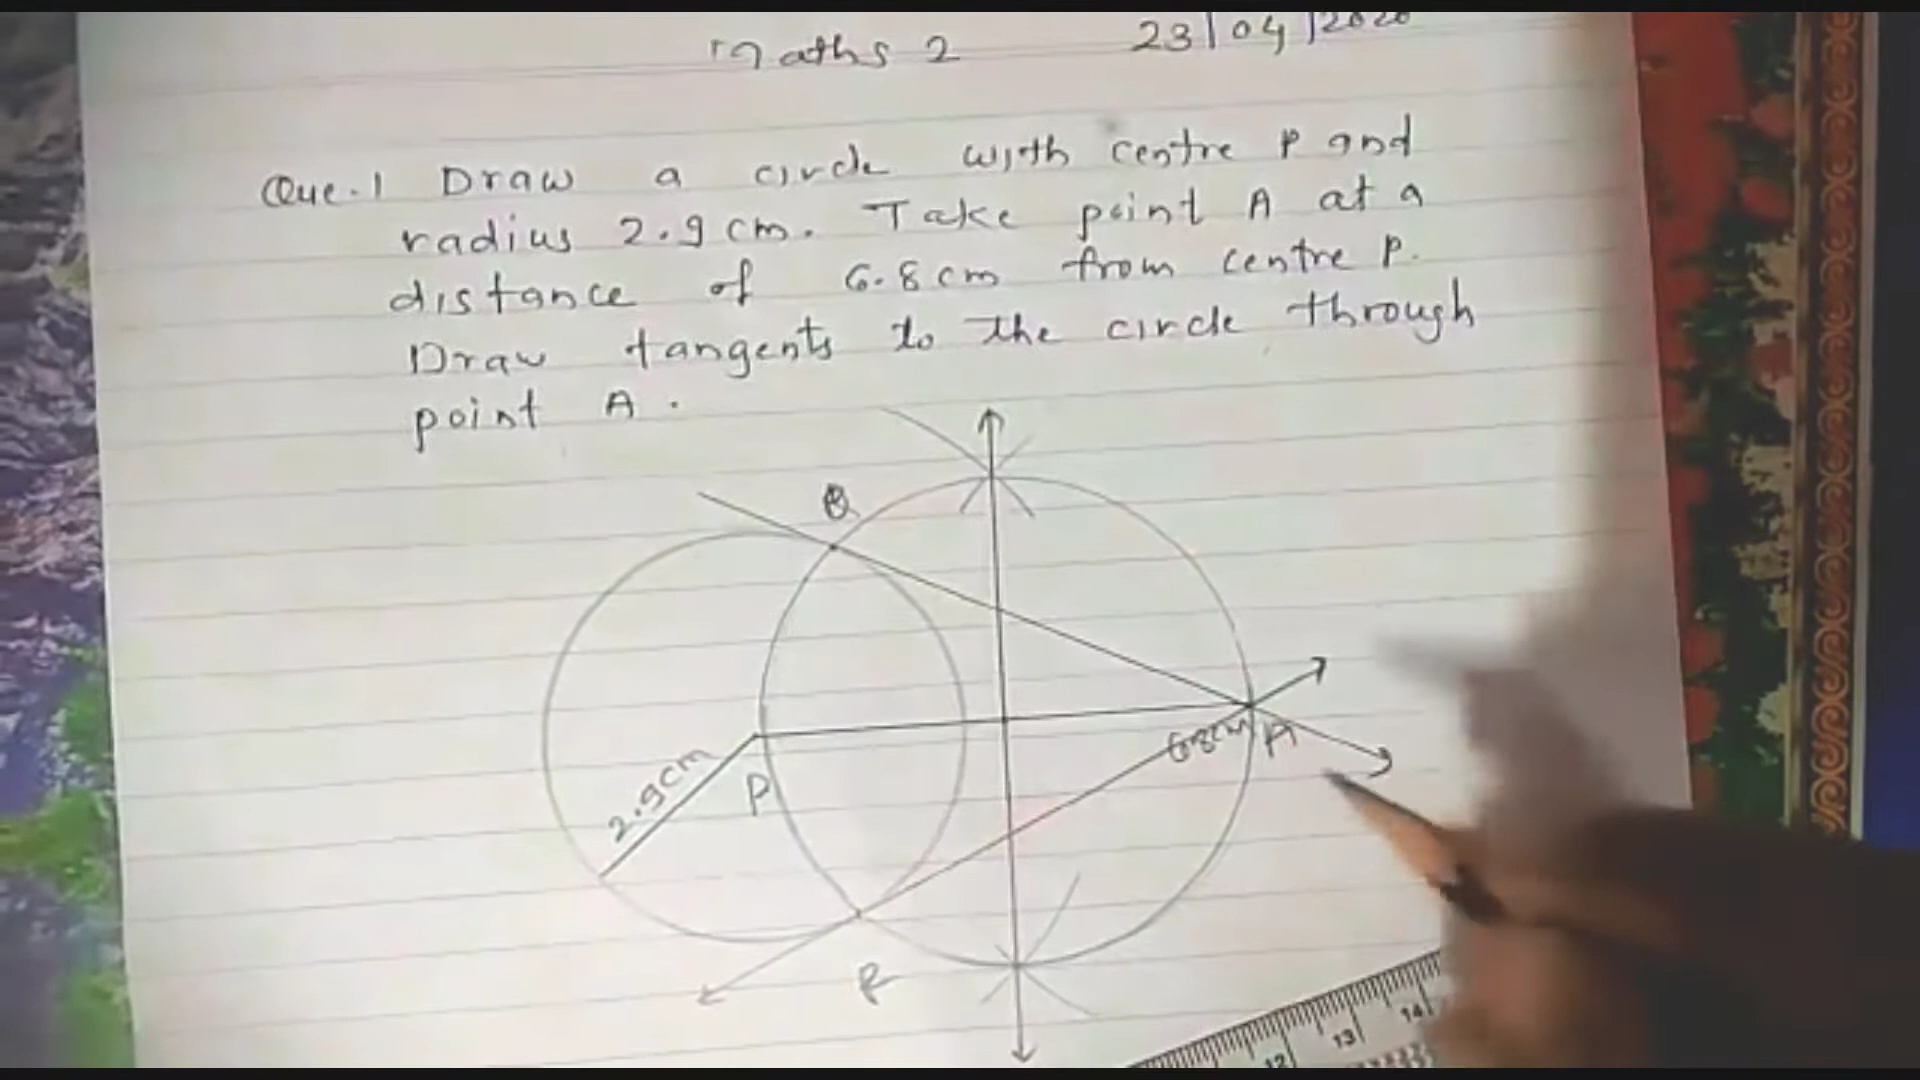 Maths 2 23/04/2020
Que.1 Draw a circle with centre P and
radius 2.9 cm. Take point A at a
distance of 6.8 cm from centre P.
Draw tangents to the circle through
point A.
Q
6.8cm A
2.9cm
P
R
12 13 14